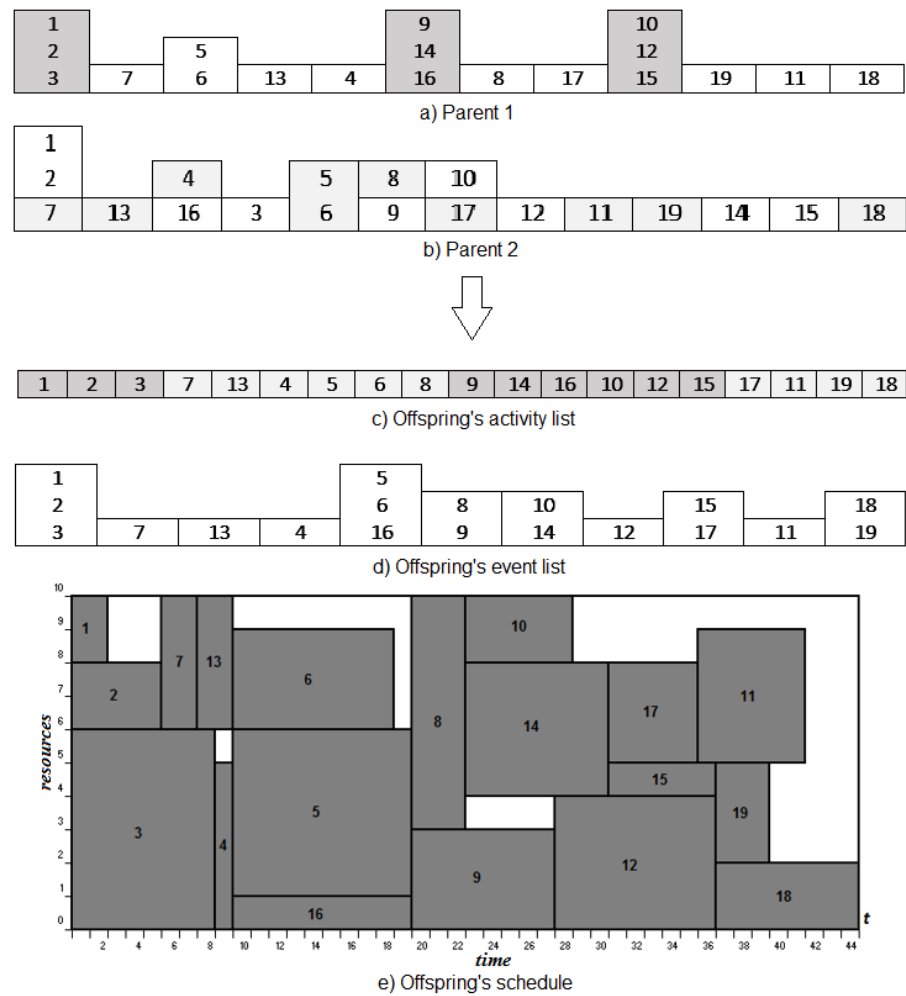 1 9 10
2 5 14 12
3 7 6 13 4 16 8 17 15 19 11 18
a) Parent 1
1
2 4 5 8 10
7 13 16 3 6 9 17 12 11 19 14 15 18
b) Parent 2
1 2 3 7 13 4 5 6 8 9 14 16 10 12 15 17 11 19 18
c) Offspring's activity list
1 5
2 6 8 10 15 18
3 7 13 4 16 9 14 12 17 11 19
d) Offspring's event list
10
9
8
7
6
5
4
3
2
1
0
resources
1
10
7 13
6
2
11
8
14
17
15
5
3
4
19
9
12
18
16
t
2 4 6 8 10 12 14 16 18 20 22 24 26 28 30 32 34 36 38 40 42 44
time
e) Offspring's schedule